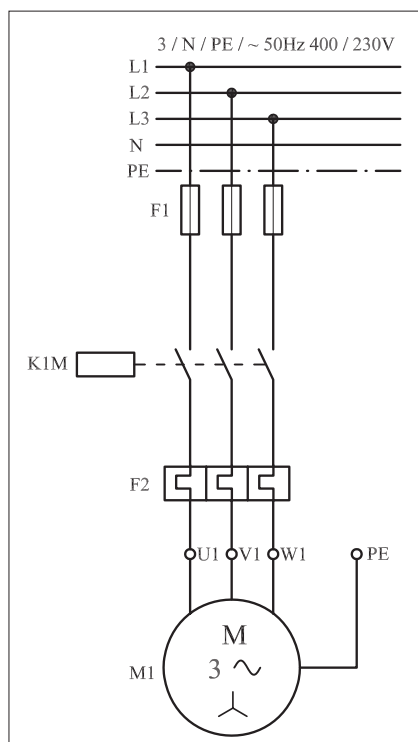 3 / N / PE / ~ 50Hz 400 / 230V
L1
L2
L3
N
PE
F1
K1M
F2
U1 V1 W1 PE
M
M1 3 ~